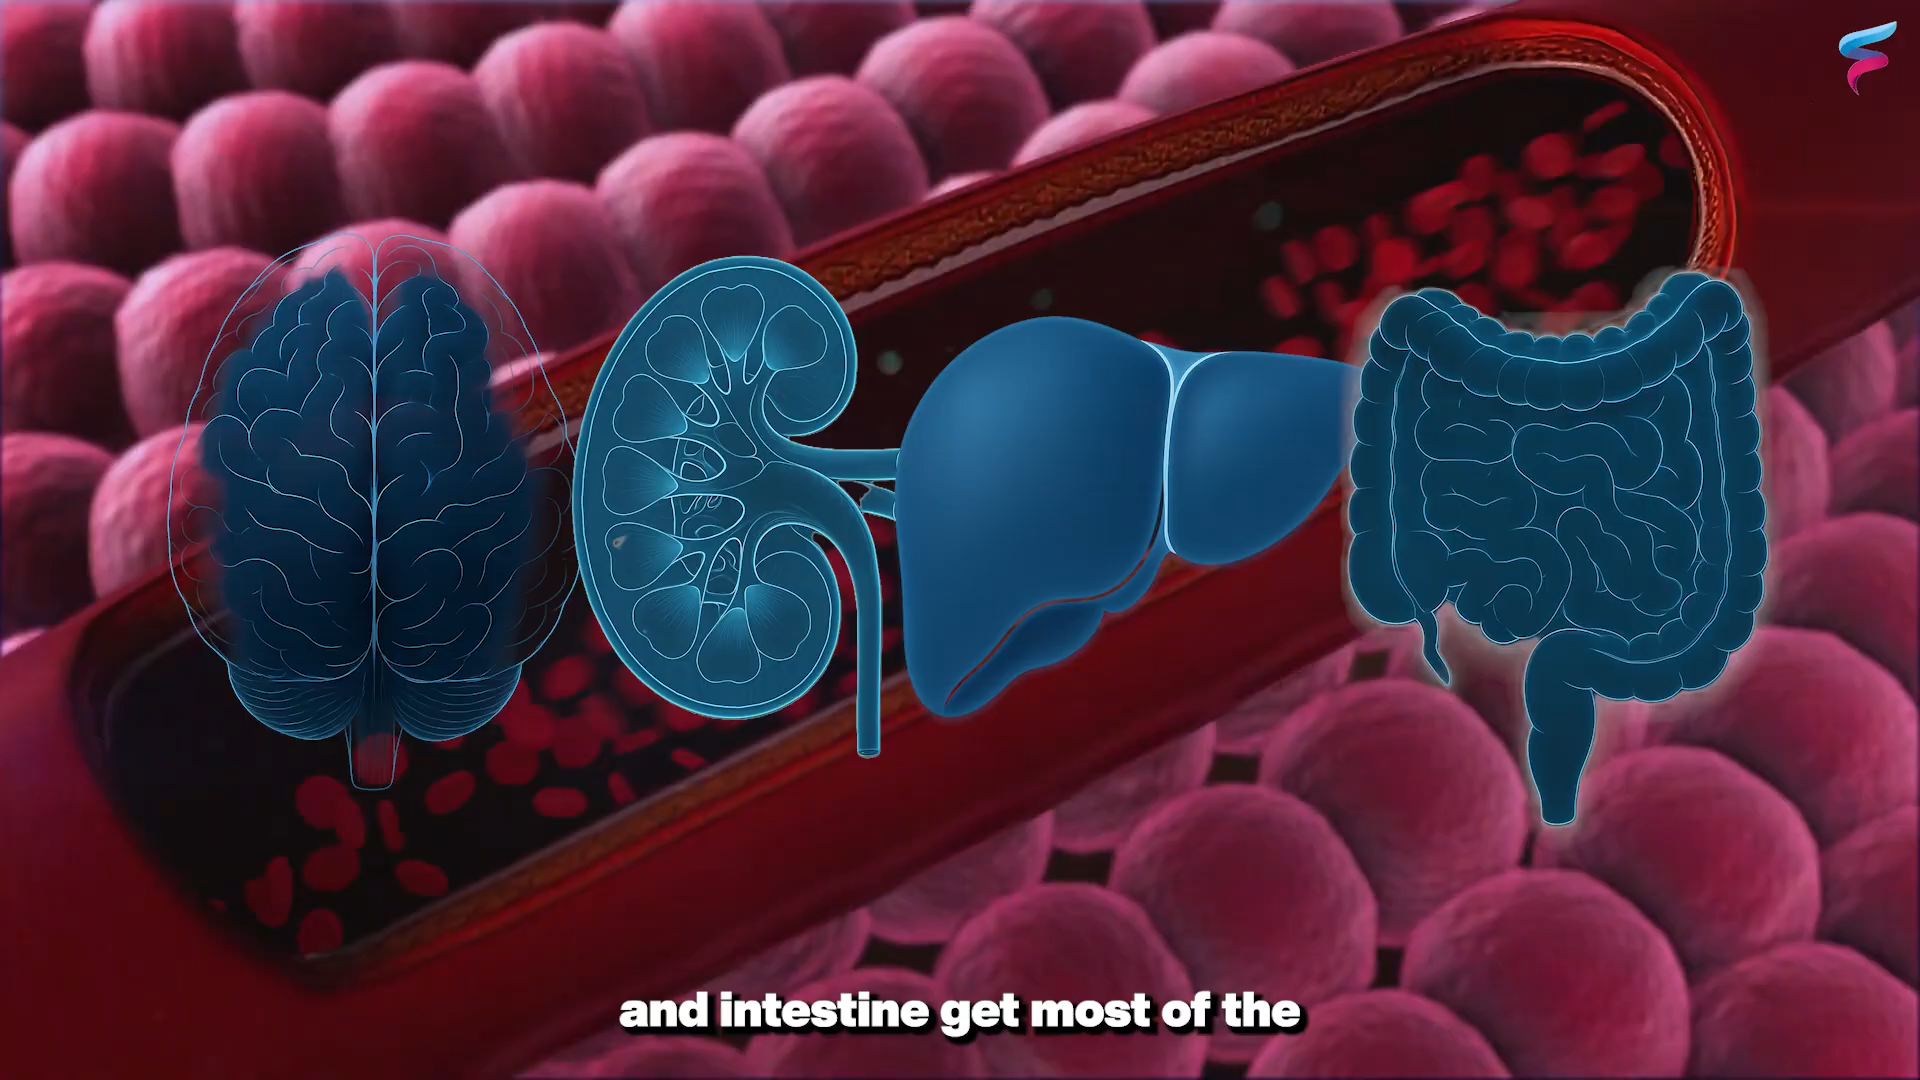 and intestine get most of the